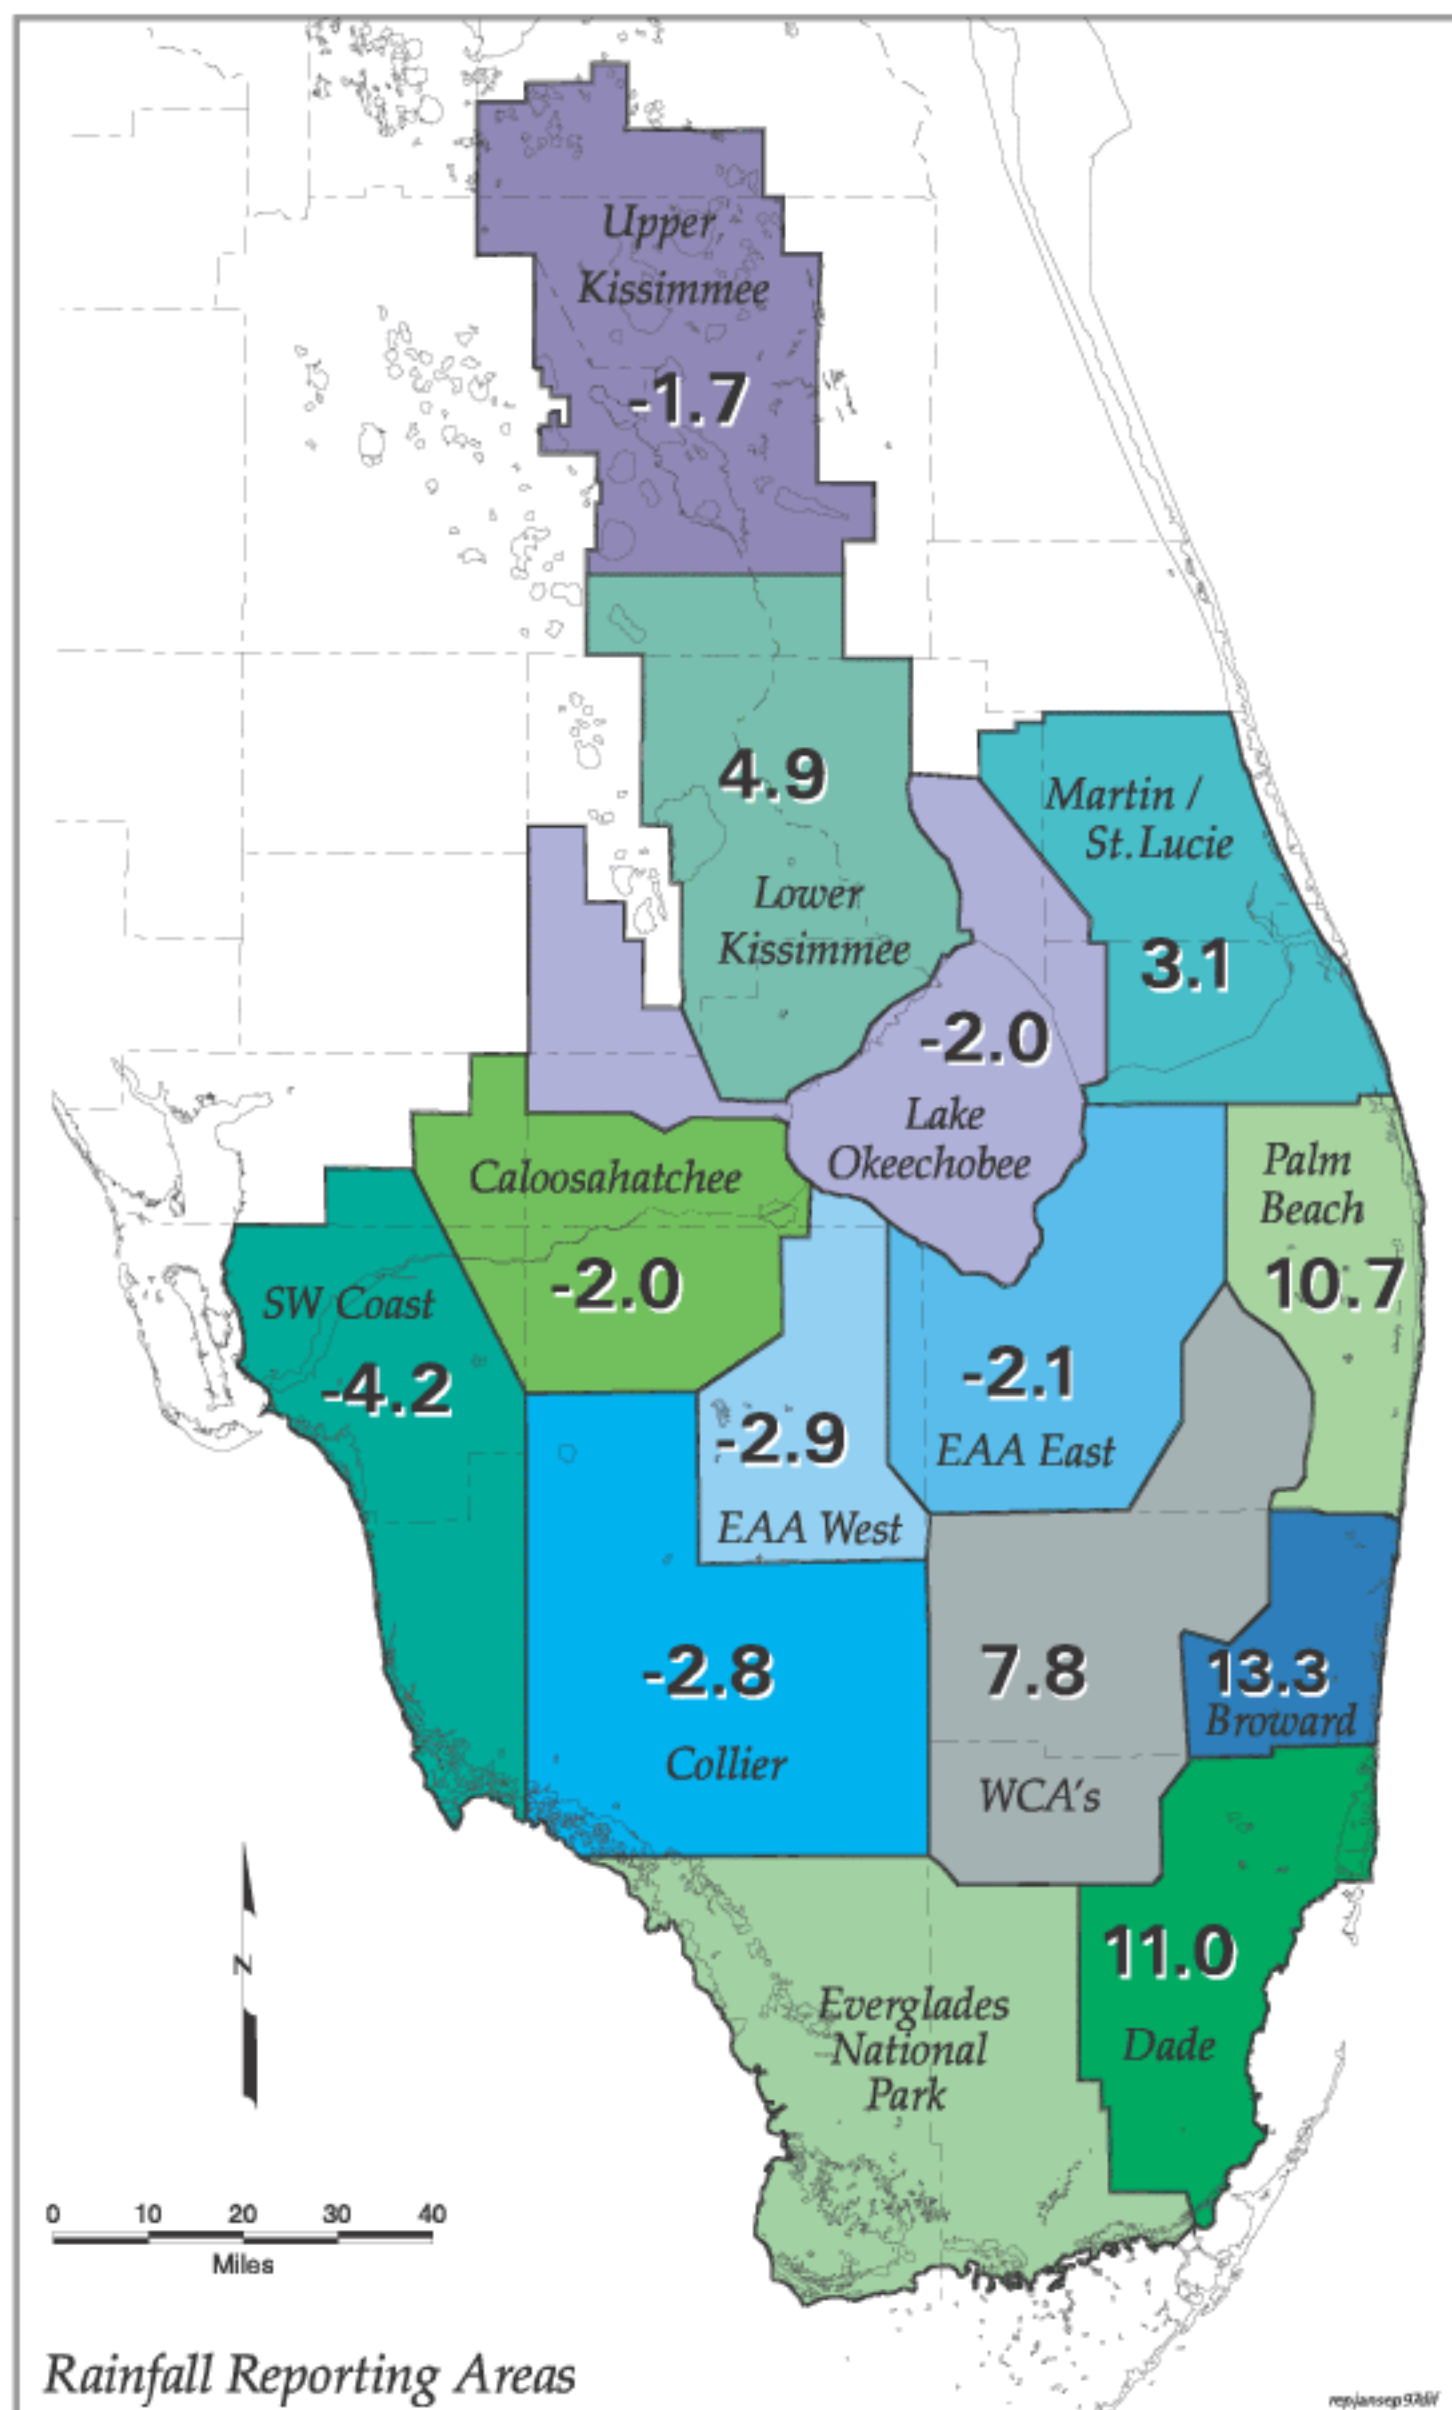 Upper
Kissimmee
-1.7
4.9
Lower
Kissimmee
Martin /
St. Lucie
3.1
-2.0
Lake
Okeechobee
Caloosahatchee
-2.0
Palm
Beach
10.7
SW Coast
-4.2
-2.1
EAA East
-2.9
EAA West
-2.8
Collier
7.8
WCA's
13.3
Broward
11.0
Dade
Everglades
National
Park
N
0 10 20 30 40
Miles
Rainfall Reporting Areas